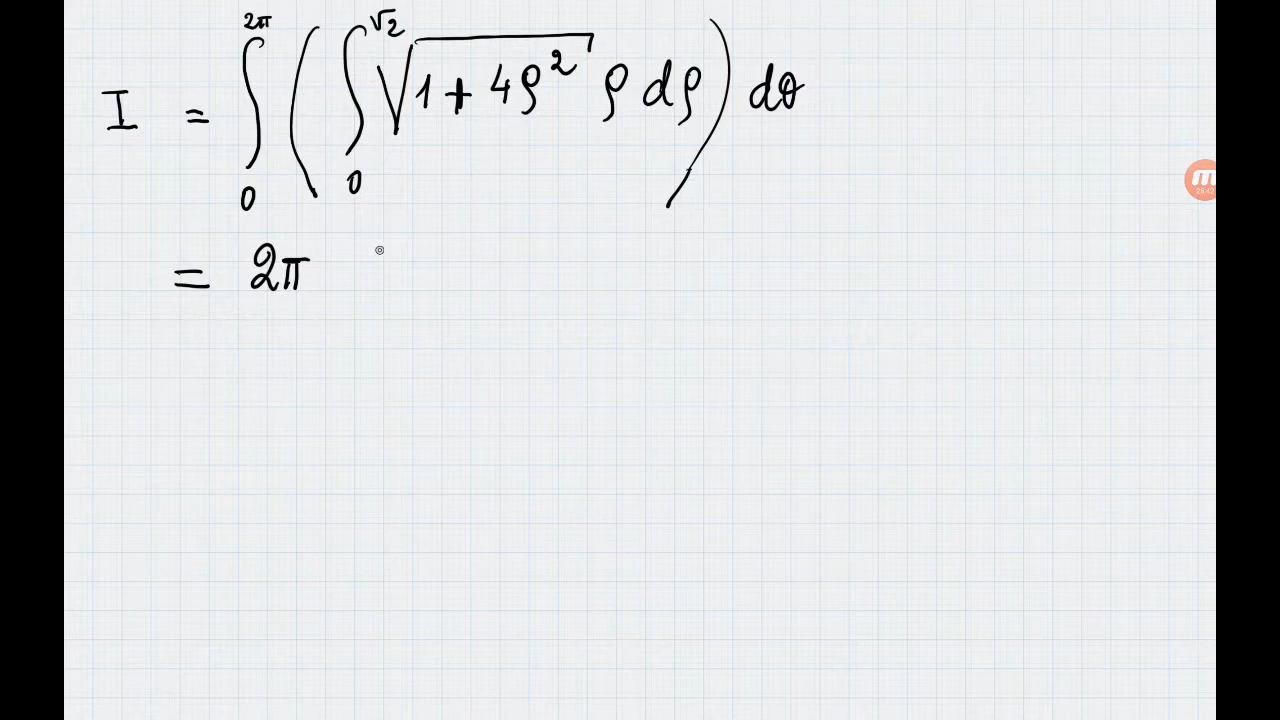 I = ∫₀^{2π} ( ∫₀^{√2} √(1 + 4ρ²) ρ dρ ) dθ
= 2π